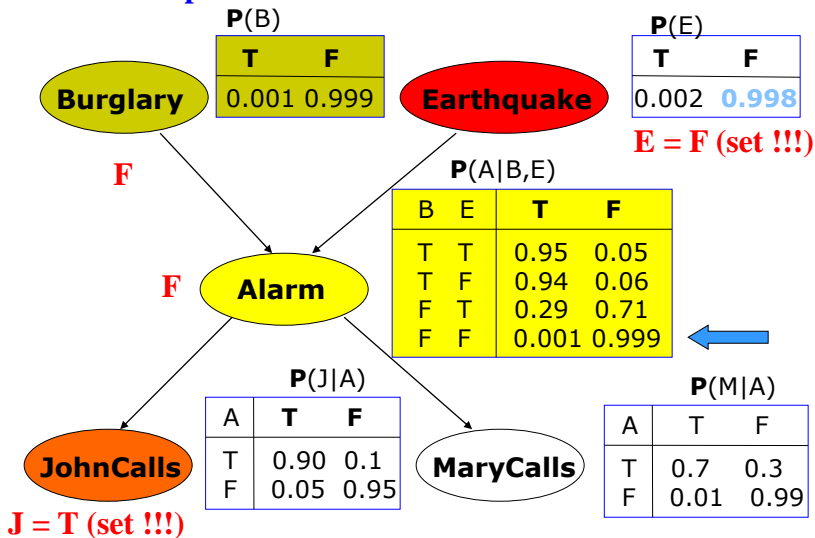 P(B)
T F
0.001 0.999
Burglary
P(E)
T F
0.002 0.998
Earthquake
E = F (set !!!)
F
P(A|B,E)
B E T F
T T 0.95 0.05
T F 0.94 0.06
F T 0.29 0.71
F F 0.001 0.999
F
Alarm
P(J|A)
A T F
T 0.90 0.1
F 0.05 0.95
P(M|A)
A T F
T 0.7 0.3
F 0.01 0.99
JohnCalls
MaryCalls
J = T (set !!!)